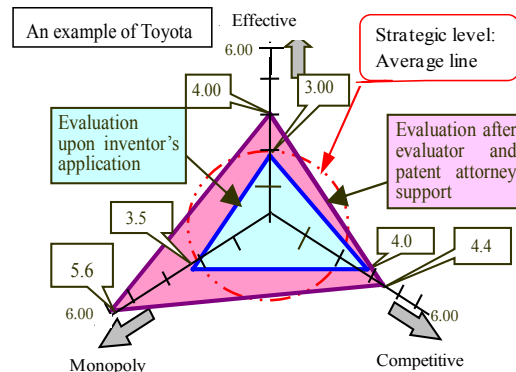 An example of Toyota
Effective
6.00
Strategic level:
Average line
4.00
3.00
Evaluation
upon inventor's
application
Evaluation after
evaluator and
patent attorney
support
3.5
4.0
4.4
5.6
6.00
6.00
Monopoly
Competitive